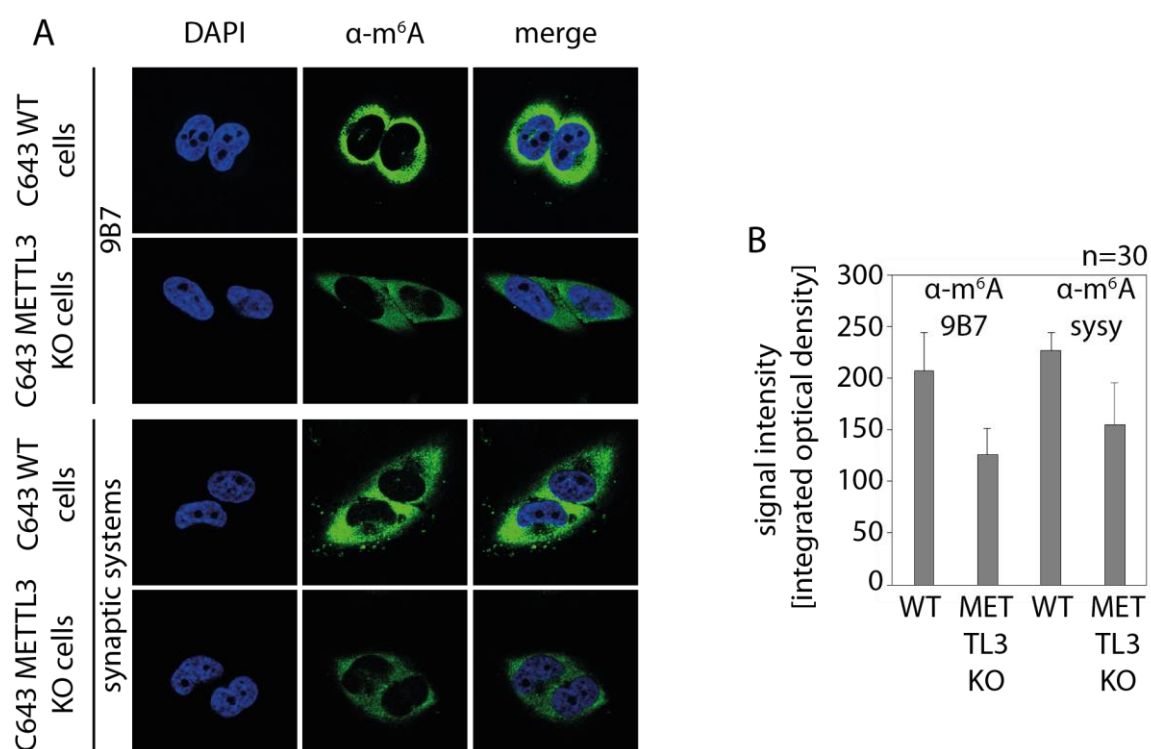 A
DAPI
α-m⁶A
merge
C643 WT
cells
9B7
C643 METTL3
KO cells
C643 WT
cells
synaptic systems
C643 METTL3
KO cells
B
n=30
300
250
200
150
100
50
0
signal intensity
[integrated optical density]
α-m⁶A
9B7
α-m⁶A
sysy
WT
MET
TL3
KO
WT
MET
TL3
KO